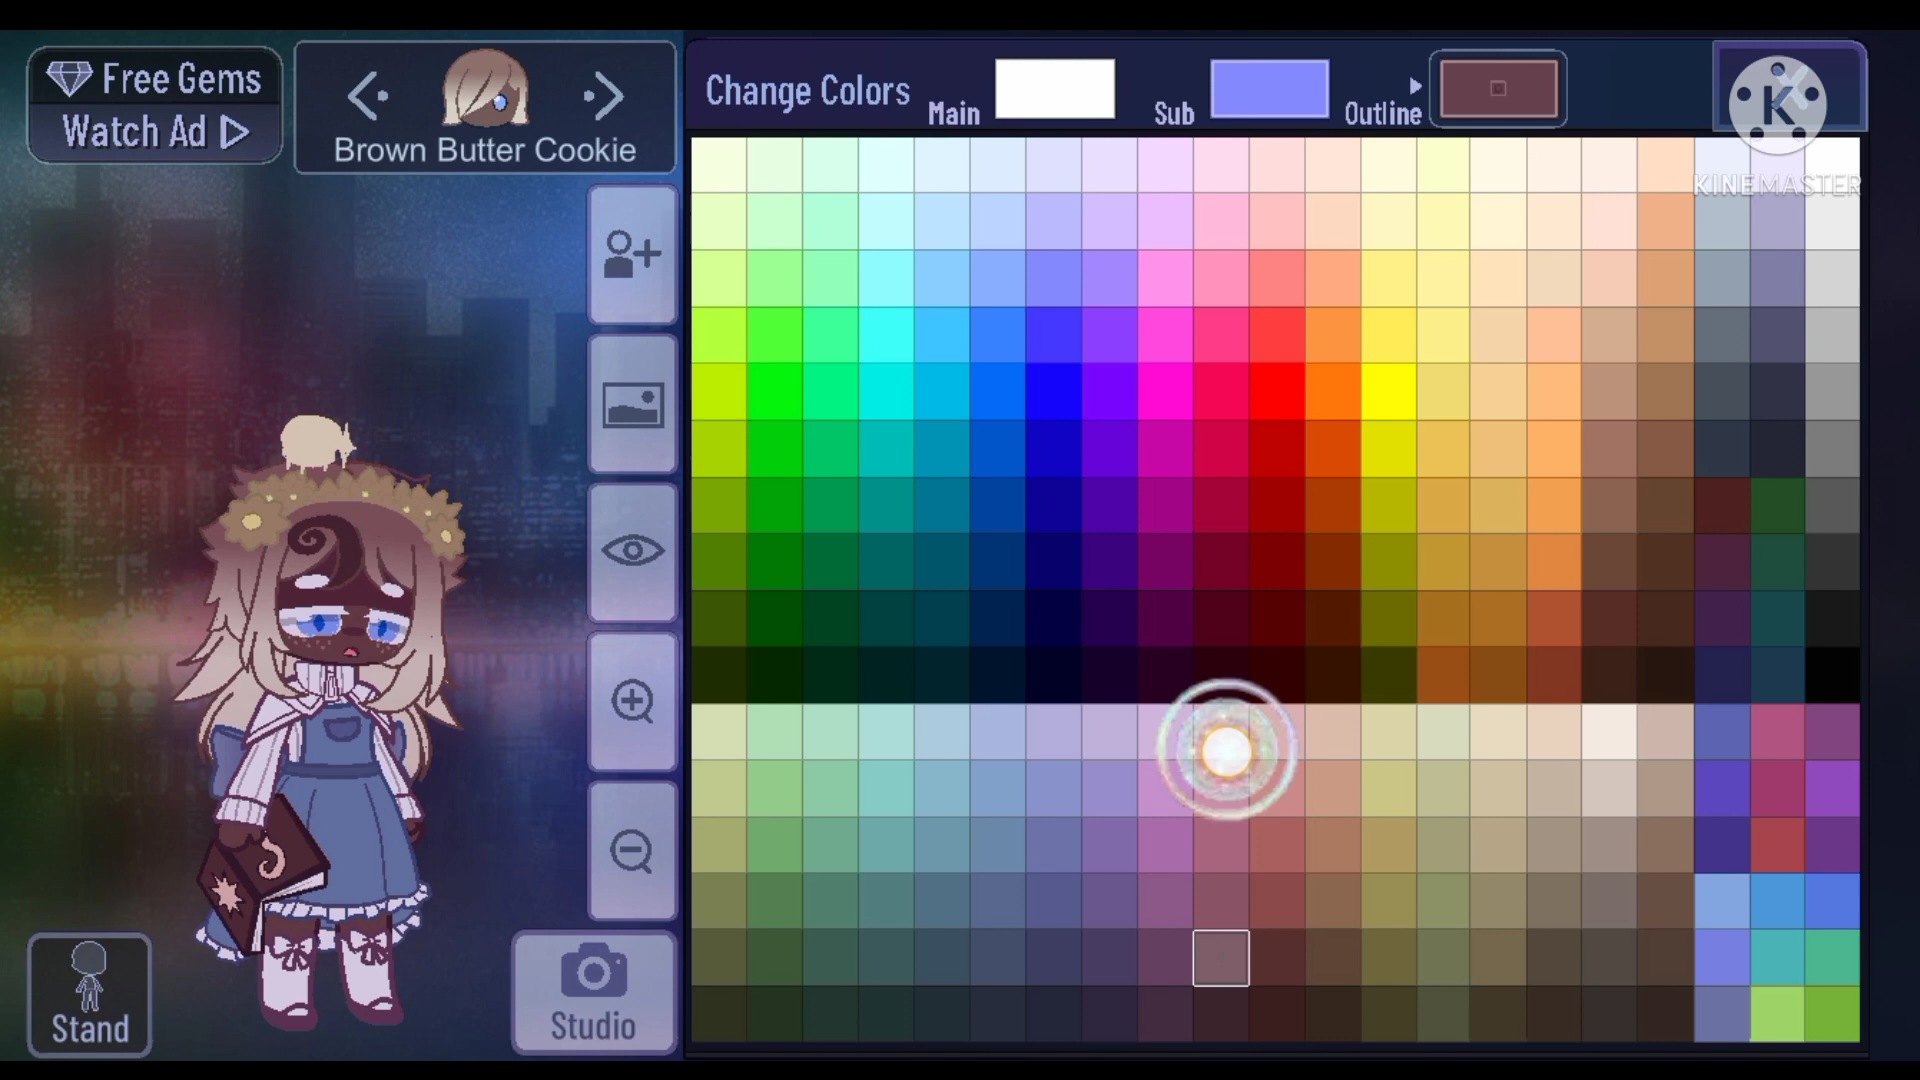 Free Gems
Watch Ad
Brown Butter Cookie
Change Colors
Main
Sub
Outline
K
KINEMASTER
Stand
Studio